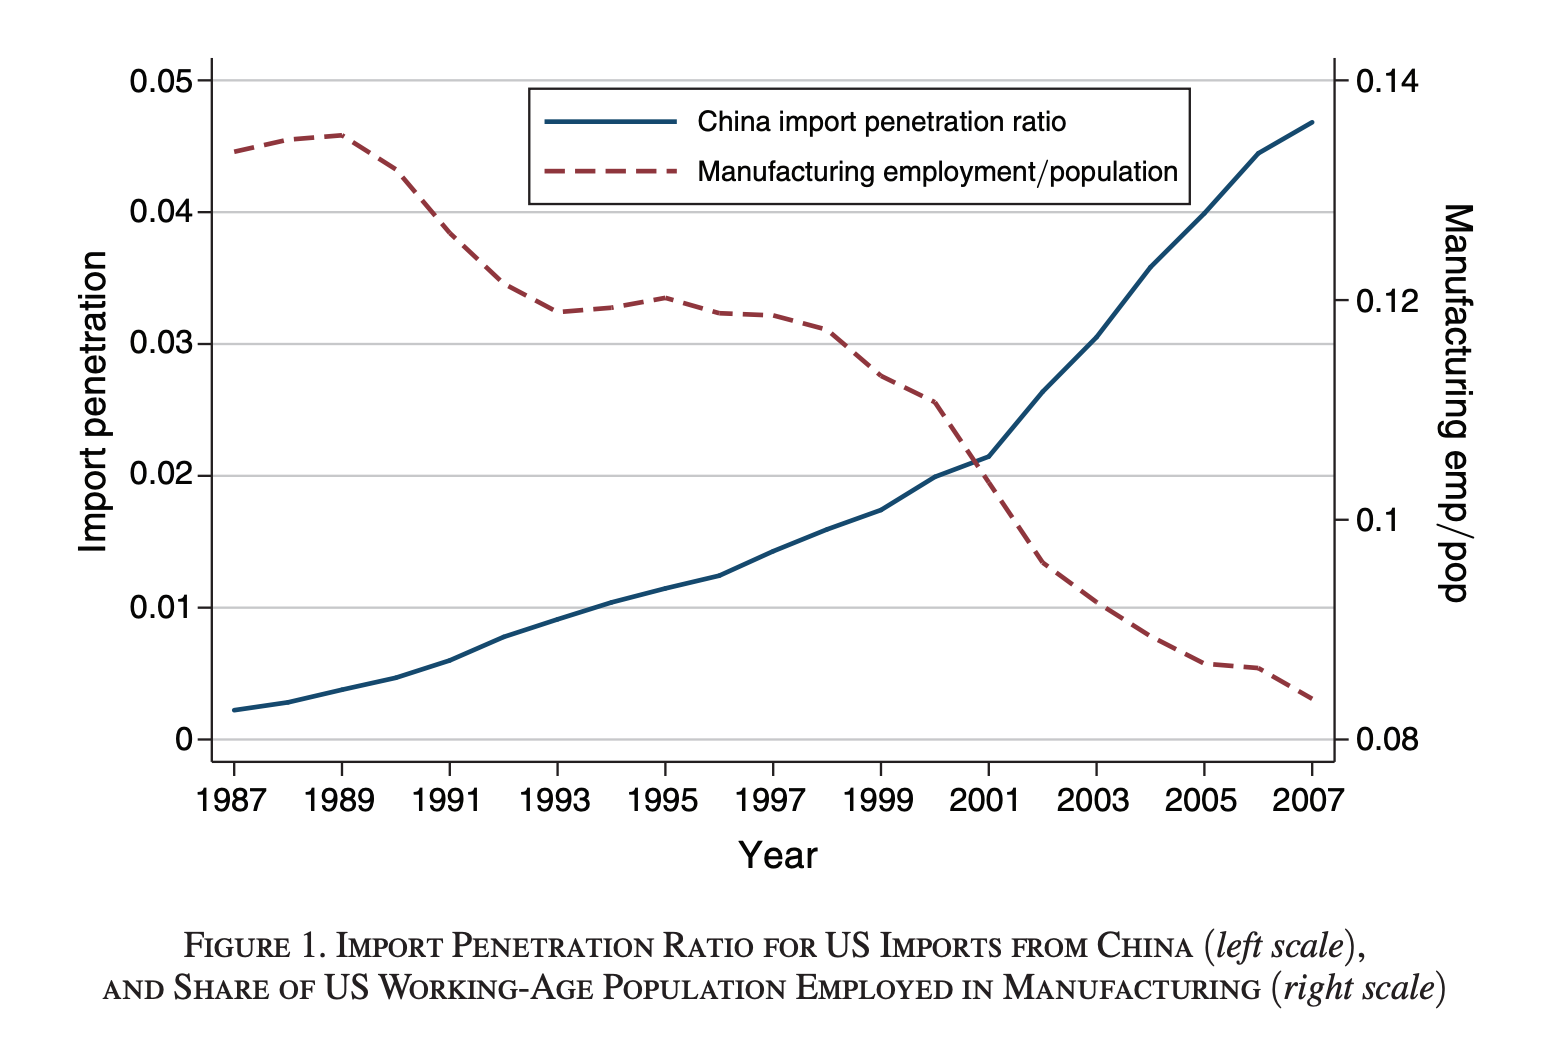 0.05
0.04
0.03
0.02
0.01
0
Import penetration
China import penetration ratio
Manufacturing employment/population
0.14
0.12
0.1
0.08
Manufacturing emp/pop
1987 1989 1991 1993 1995 1997 1999 2001 2003 2005 2007
Year
Figure 1. Import Penetration Ratio for US Imports from China (left scale),
and Share of US Working-Age Population Employed in Manufacturing (right scale)